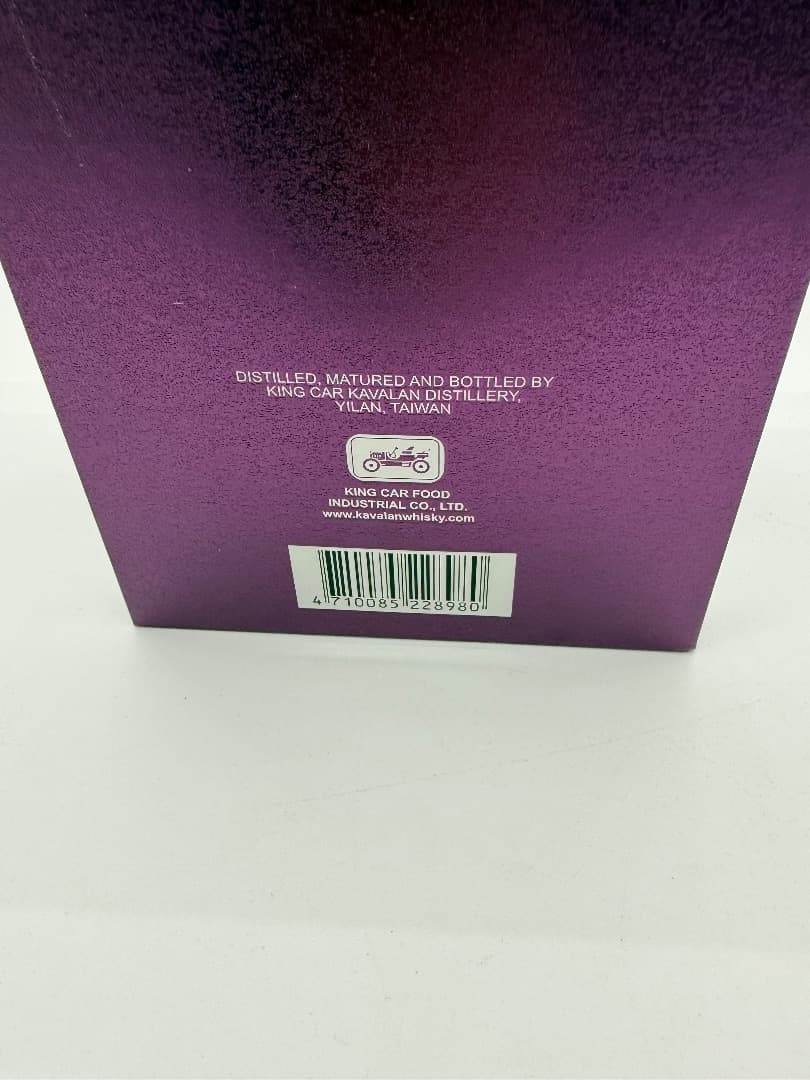 DISTILLED, MATURED AND BOTTLED BY
KING CAR KAVALAN DISTILLERY,
YILAN, TAIWAN
KING CAR FOOD
INDUSTRIAL CO., LTD.
www.kavalanwhisky.com
4 710085 228980